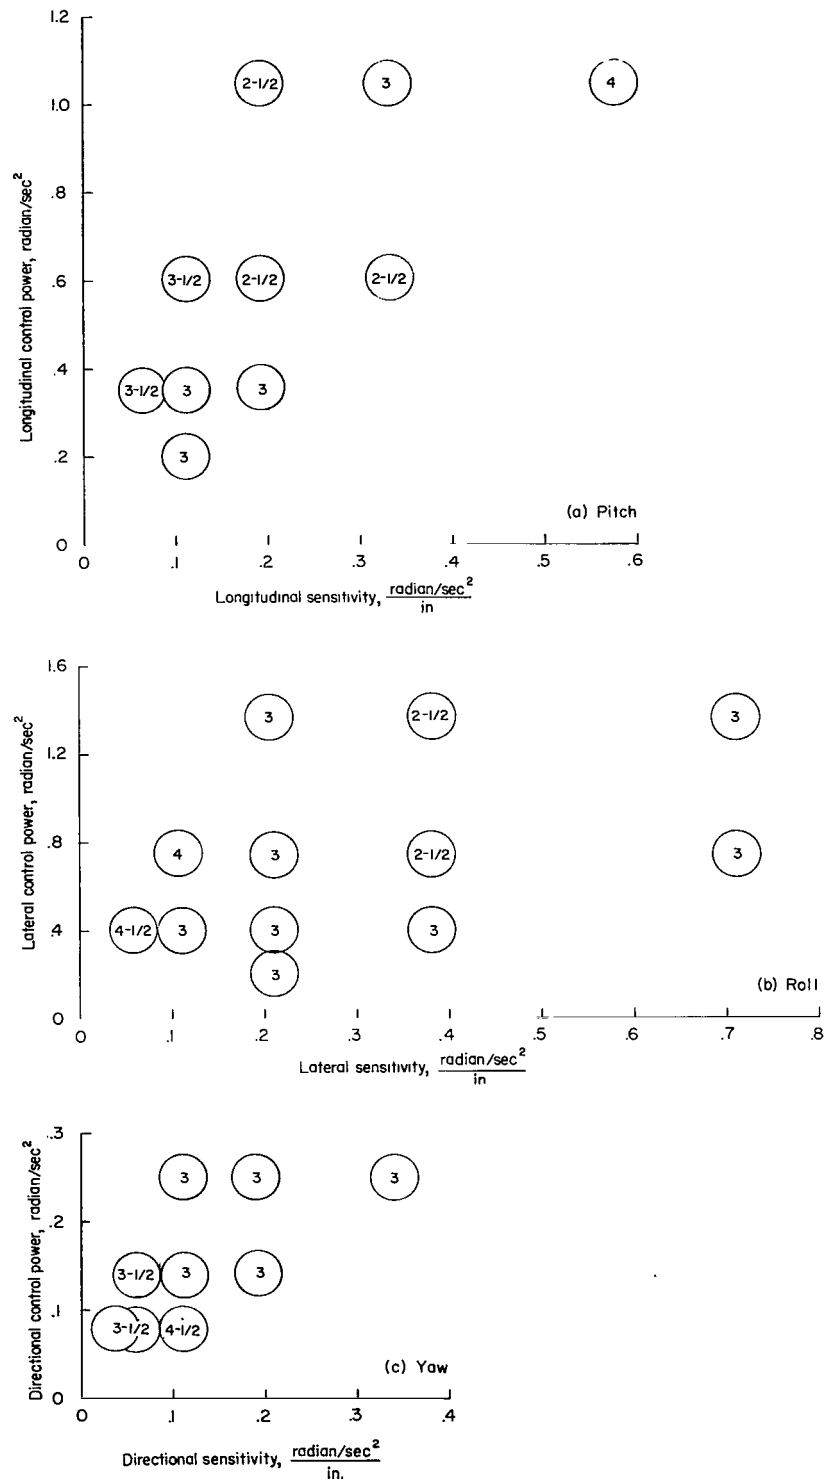 1.2
2-1/2 3 4
1.0
.8
Longitudinal control power, radian/sec²
3-1/2 2-1/2 2-1/2
.6
.4
3-1/2 3 3
.2
3
(a) Pitch
0
0 .1 .2 .3 .4 .5 .6
Longitudinal sensitivity, radian/sec²
in
1.6
3 2-1/2 3
1.2
Lateral control power, radian/sec²
.8
4 3 2-1/2 3
.4
4-1/2 3 3 3
3
(b) Roll
0
0 .1 .2 .3 .4 .5 .6 .7 .8
Lateral sensitivity, radian/sec²
in
.3
3 3 3
Directional control power, radian/sec²
.2
3-1/2 3 3
.1
3-1/2 4-1/2
(c) Yaw
0
0 .1 .2 .3 .4
Directional sensitivity, radian/sec²
in.